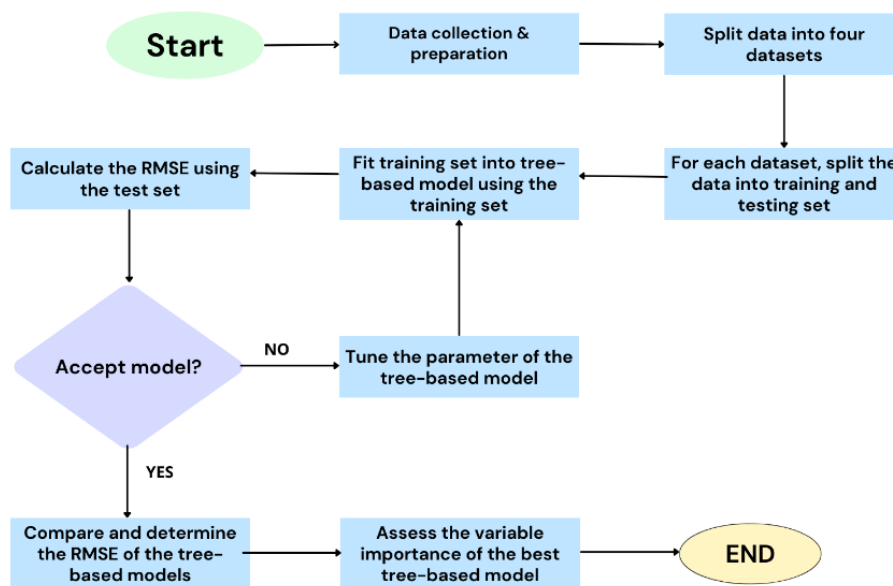 Start
Data collection &
preparation
Split data into four
datasets
Calculate the RMSE using
the test set
Fit training set into tree-
based model using the
training set
For each dataset, split the
data into training and
testing set
Accept model?
NO
Tune the parameter of the
tree-based model
YES
Compare and determine
the RMSE of the tree-
based models
Assess the variable
importance of the best
tree-based model
END